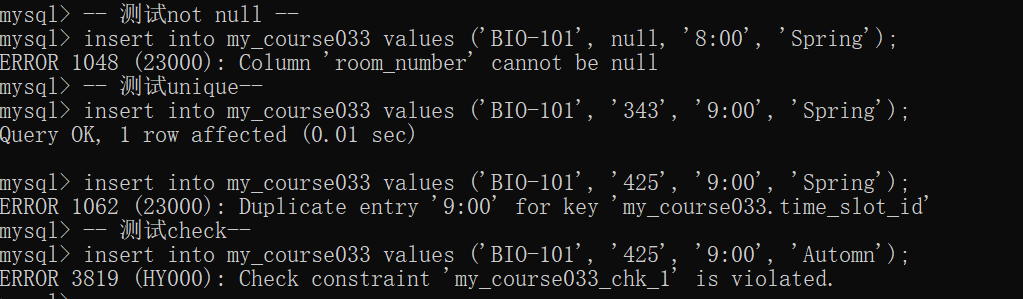 mysql> -- 测试not null --
mysql> insert into my_course033 values ('BIO-101', null, '8:00', 'Spring');
ERROR 1048 (23000): Column 'room_number' cannot be null
mysql> -- 测试unique--
mysql> insert into my_course033 values ('BIO-101', '343', '9:00', 'Spring');
Query OK, 1 row affected (0.01 sec)
mysql> insert into my_course033 values ('BIO-101', '425', '9:00', 'Spring');
ERROR 1062 (23000): Duplicate entry '9:00' for key 'my_course033.time_slot_id'
mysql> -- 测试check--
mysql> insert into my_course033 values ('BIO-101', '425', '9:00', 'Automn');
ERROR 3819 (HY000): Check constraint 'my_course033_chk_1' is violated.